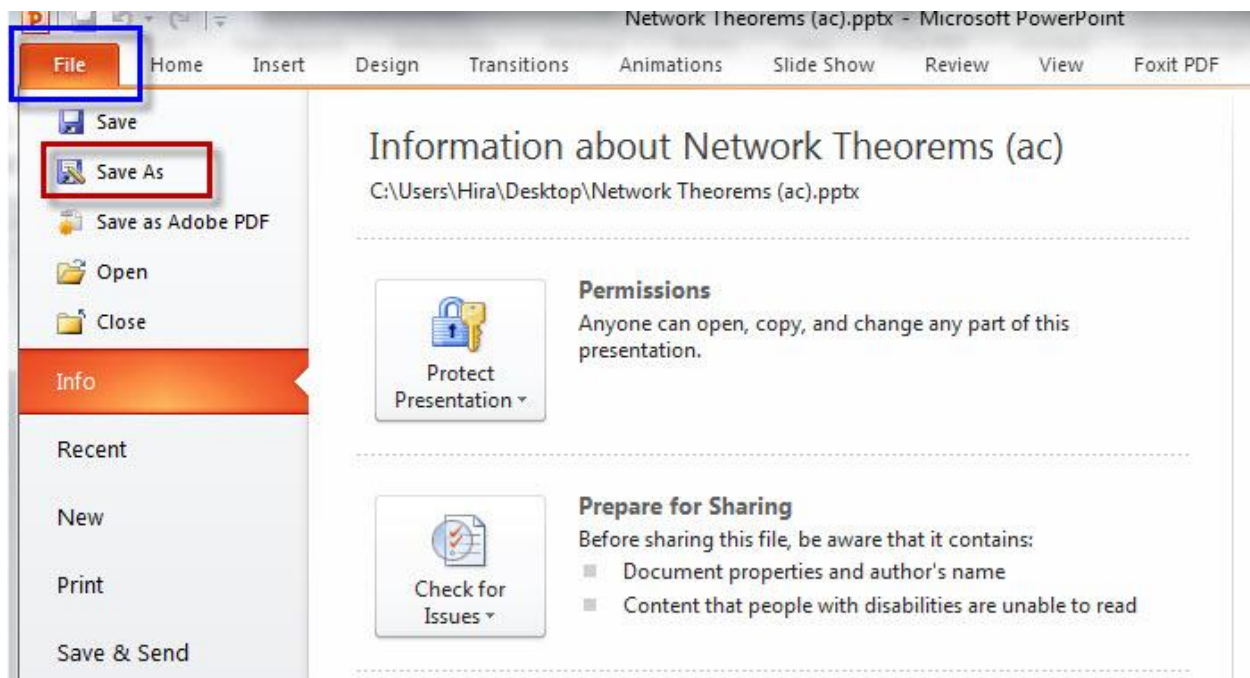 Network Theorems (ac).pptx - Microsoft PowerPoint
File Home Insert Design Transitions Animations Slide Show Review View Foxit PDF
Save
Save As
Save as Adobe PDF
Open
Close
Info
Recent
New
Print
Save & Send
Information about Network Theorems (ac)
C:\Users\Hira\Desktop\Network Theorems (ac).pptx
Protect
Presentation
Permissions
Anyone can open, copy, and change any part of this
presentation.
Check for
Issues
Prepare for Sharing
Before sharing this file, be aware that it contains:
Document properties and author's name
Content that people with disabilities are unable to read